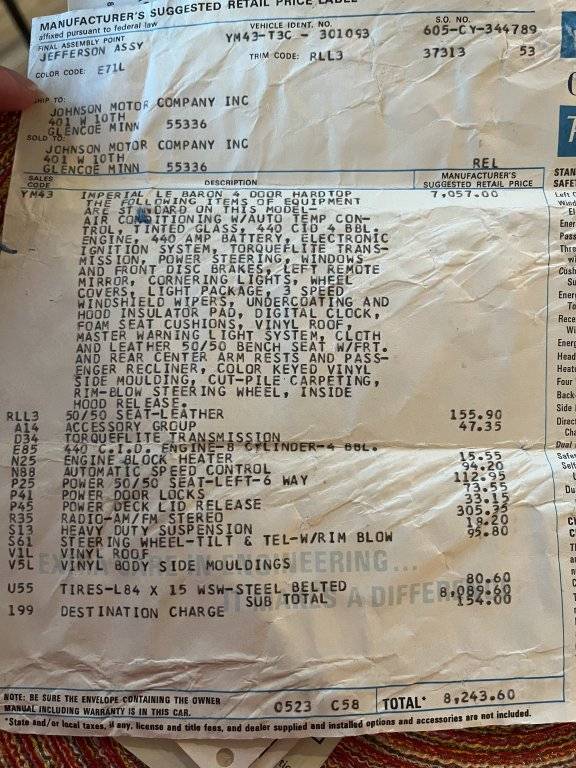 MANUFACTURER'S SUGGESTED RETAIL PRICE LABEL
affixed pursuant to federal law
VEHICLE IDENT. NO.
S.O. NO.
YM43-T3C - 301093
605-CY-344789
FINAL ASSEMBLY POINT
JEFFERSON ASSY
TRIM CODE: RLL3
37313 53
COLOR CODE: E71L
SHIP TO:
JOHNSON MOTOR COMPANY INC
401 W 10TH
GLENCOE MINN 55336
SOLD TO:
JOHNSON MOTOR COMPANY INC
401 W 10TH
GLENCOE MINN 55336
REL
SALES CODE
DESCRIPTION
MANUFACTURER'S SUGGESTED RETAIL PRICE
YM43 IMPERIAL LE BARON 4 DOOR HARDTOP 7,057.00
THE FOLLOWING ITEMS OF EQUIPMENT
ARE STANDARD ON THIS MODEL-
AIR CONDITIONING W/AUTO TEMP CON-
TROL, TINTED GLASS, 440 CID 4 BBL.
ENGINE, 440 AMP BATTERY, ELECTRONIC
IGNITION SYSTEM, TORQUEFLITE TRANS-
MISSION, POWER STEERING, WINDOWS
AND FRONT DISC BRAKES, LEFT REMOTE
MIRROR, CORNERING LIGHTS, WHEEL
COVERS, LIGHT PACKAGE, 3 SPEED
WINDSHIELD WIPERS, UNDERCOATING AND
HOOD INSULATOR PAD, DIGITAL CLOCK,
FOAM SEAT CUSHIONS, VINYL ROOF,
MASTER WARNING LIGHT SYSTEM, CLOTH
AND LEATHER 50/50 BENCH SEAT W/FRT.
AND REAR CENTER ARM RESTS AND PASS-
ENGER RECLINER, COLOR KEYED VINYL
SIDE MOULDING, CUT-PILE CARPETING,
RIM-BLOW STEERING WHEEL, INSIDE
HOOD RELEASE.
RLL3 50/50 SEAT-LEATHER 155.90
A14 ACCESSORY GROUP 47.35
D34 TORQUEFLITE TRANSMISSION
E85 440 C.I.D. ENGINE-8 CYLINDER-4 BBL.
N25 ENGINE BLOCK HEATER 15.55
N88 AUTOMATIC SPEED CONTROL 94.20
P25 POWER 50/50 SEAT-LEFT-6 WAY 112.95
P41 POWER DOOR LOCKS 73.55
P45 POWER DECK LID RELEASE 33.15
R35 RADIO-AM/FM STEREO 305.35
S13 HEAVY DUTY SUSPENSION 18.20
S61 STEERING WHEEL-TILT & TEL-W/RIM BLOW 95.80
V1L VINYL ROOF
V5L VINYL BODY SIDE MOULDINGS
EXTRA CARE IN ENGINEERING...
IT MAKES A DIFFERENCE
U55 TIRES-L84 X 15 WSW-STEEL BELTED 80.60
SUB TOTAL 8,089.60
199 DESTINATION CHARGE 154.00
NOTE: BE SURE THE ENVELOPE CONTAINING THE OWNER
MANUAL INCLUDING WARRANTY IS IN THIS CAR.
0523 C58
TOTAL* 8,243.60
*State and/or local taxes, if any, license and title fees, and dealer supplied and installed options and accessories are not included.